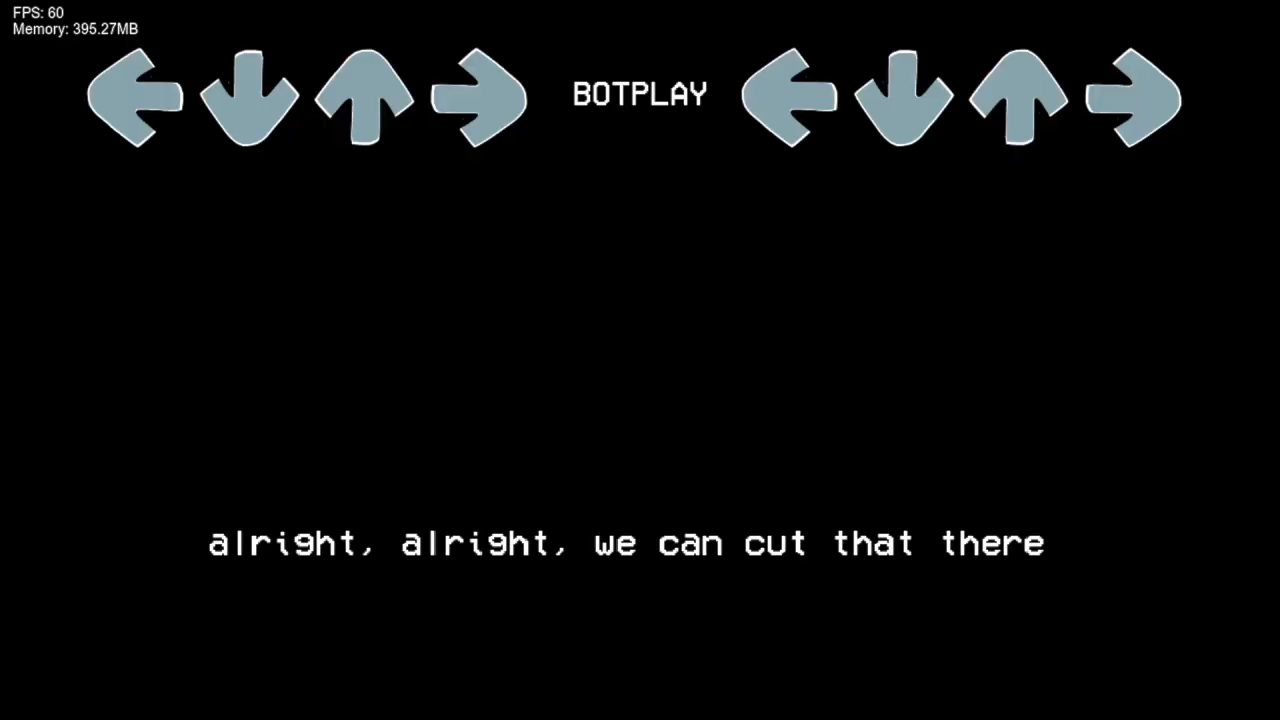 FPS: 60
Memory: 395.27MB
BOTPLAY
alright, alright, we can cut that there